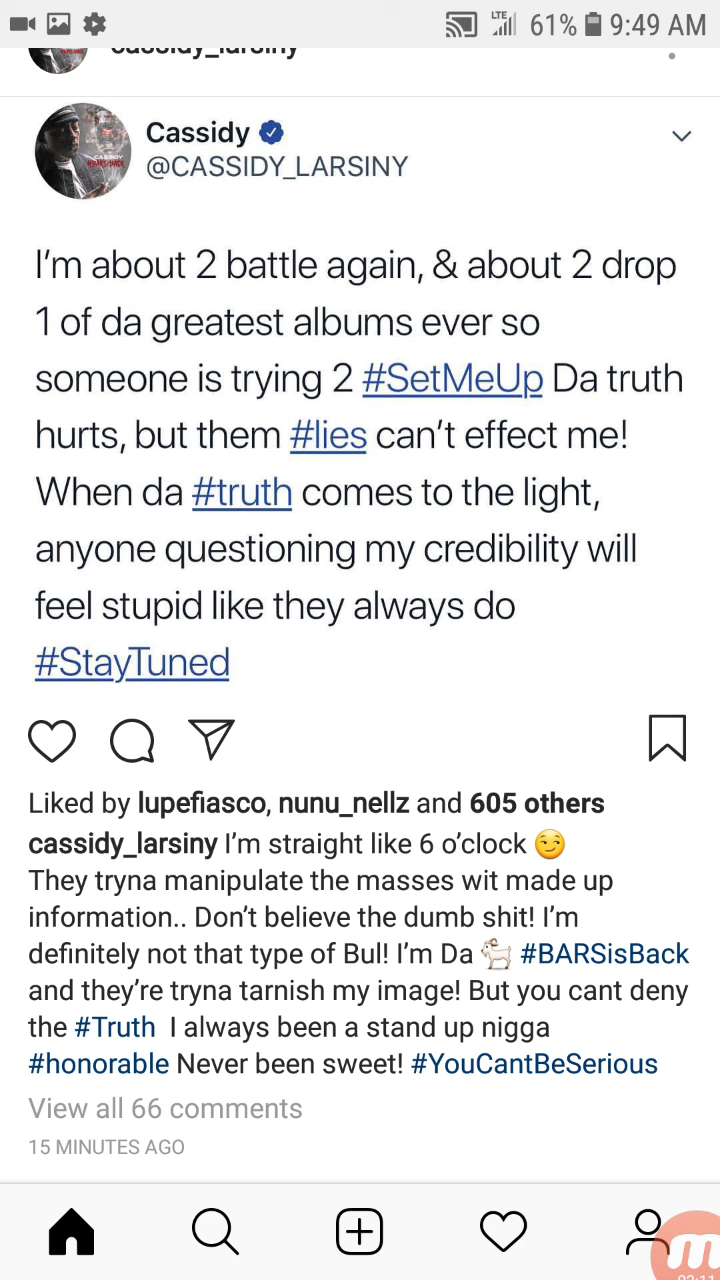 LTE 61% 9:49 AM
cassidy_larsiny
Cassidy
@CASSIDY_LARSINY
I'm about 2 battle again, & about 2 drop
1 of da greatest albums ever so
someone is trying 2 #SetMeUp Da truth
hurts, but them #lies can't effect me!
When da #truth comes to the light,
anyone questioning my credibility will
feel stupid like they always do
#StayTuned
Liked by lupefiasco, nunu_nellz and 605 others
cassidy_larsiny I'm straight like 6 o'clock 😏
They tryna manipulate the masses wit made up
information.. Don't believe the dumb shit! I'm
definitely not that type of Bul! I'm Da 🐐 #BARSisBack
and they're tryna tarnish my image! But you cant deny
the #Truth I always been a stand up nigga
#honorable Never been sweet! #YouCantBeSerious
View all 66 comments
15 MINUTES AGO